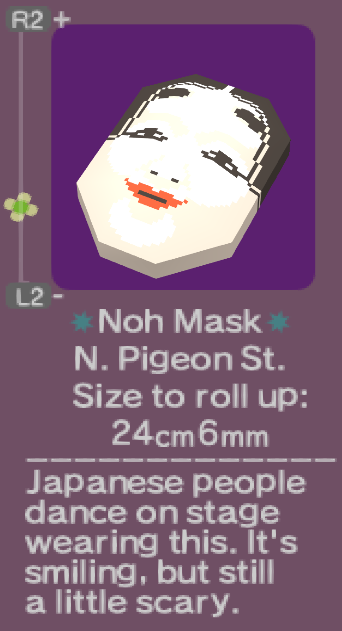 R2 +
L2 -
Noh Mask
N. Pigeon St.
Size to roll up:
24cm6mm
Japanese people
dance on stage
wearing this. It's
smiling, but still
a little scary.